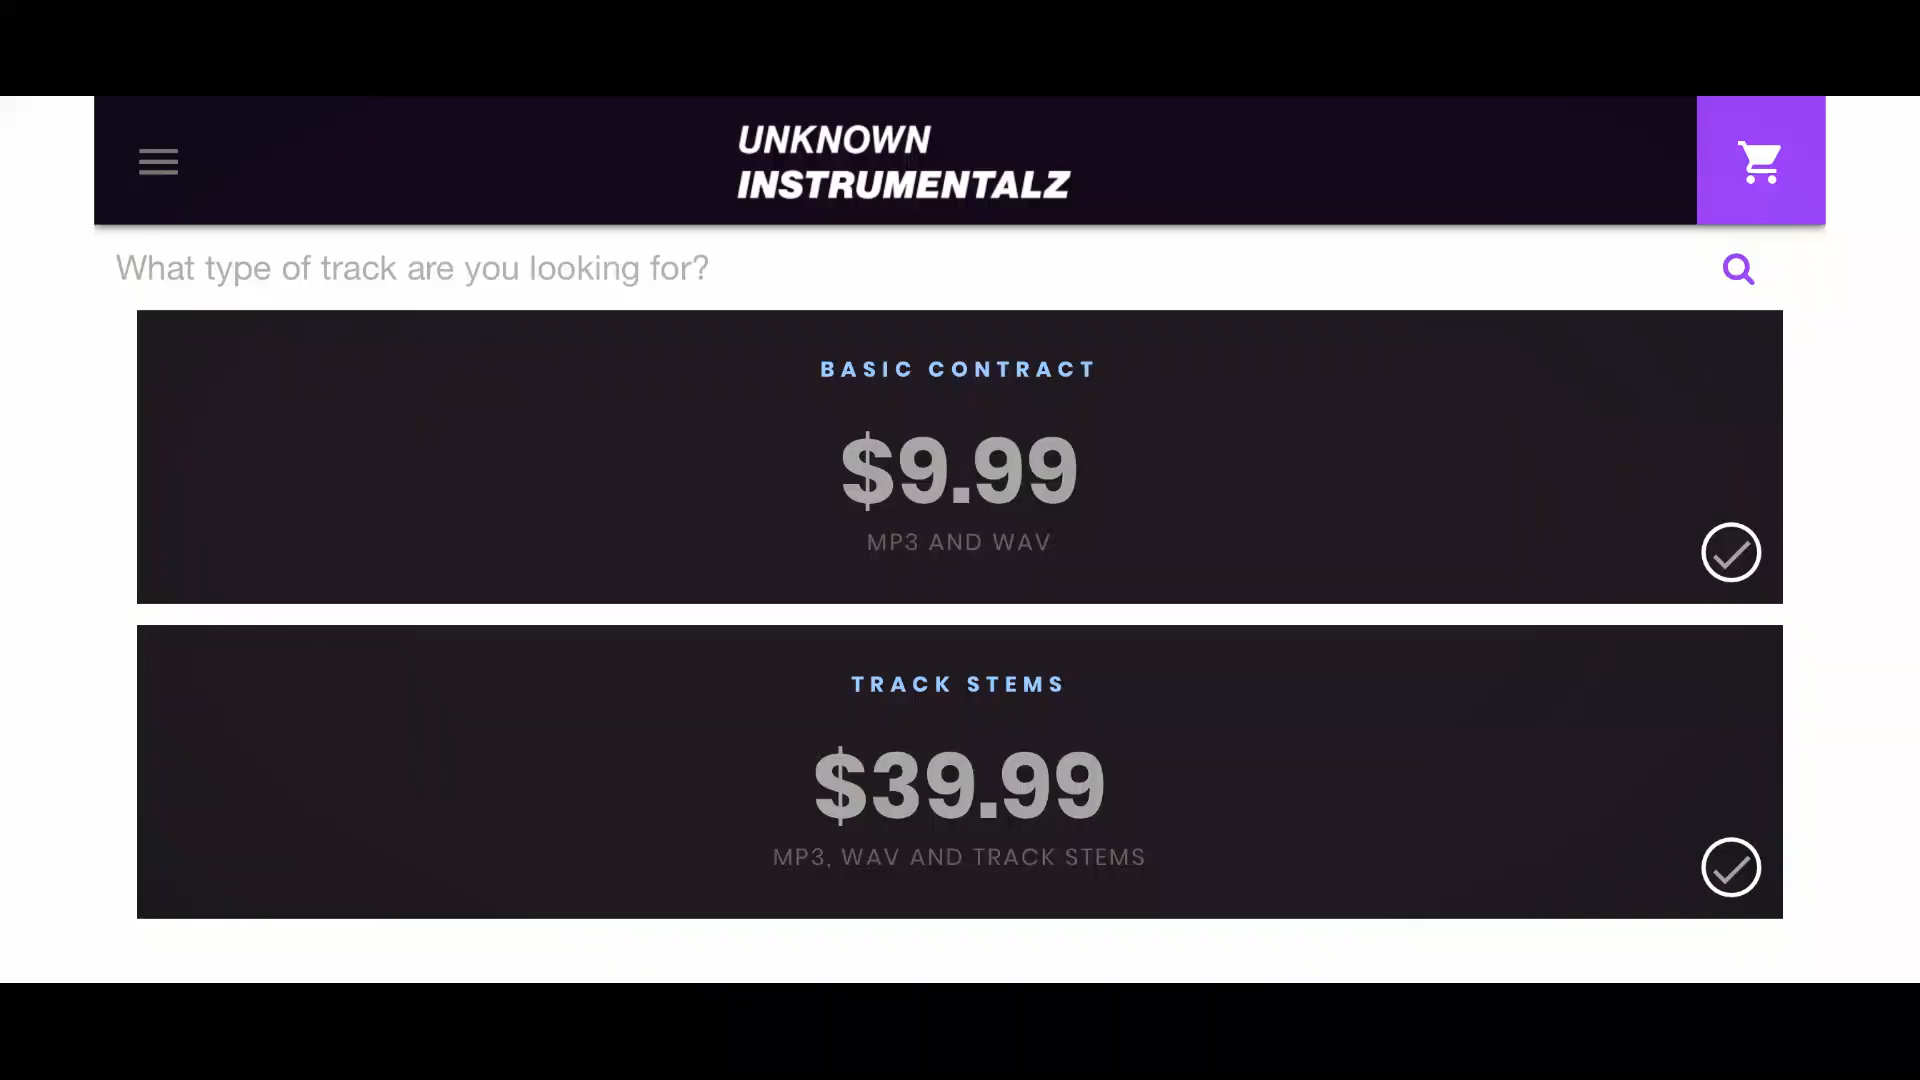 UNKNOWN
INSTRUMENTALZ
What type of track are you looking for?
BASIC CONTRACT
$9.99
MP3 AND WAV
TRACK STEMS
$39.99
MP3, WAV AND TRACK STEMS